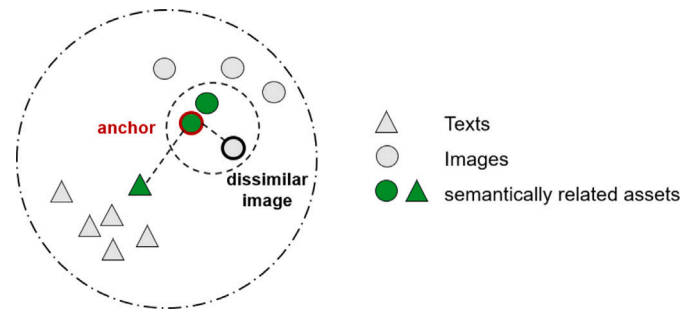 anchor
dissimilar
image
Texts
Images
semantically related assets